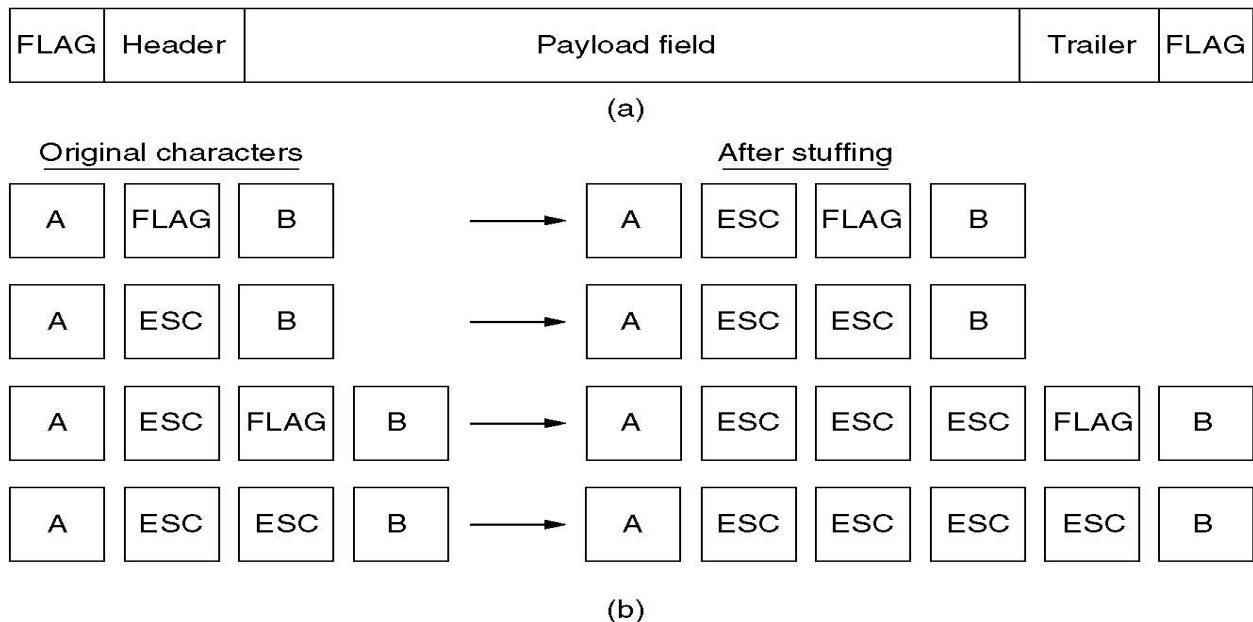 FLAG Header Payload field Trailer FLAG
(a)
Original characters After stuffing
A FLAG B A ESC FLAG B
A ESC B A ESC ESC B
A ESC FLAG B A ESC ESC ESC FLAG B
A ESC ESC B A ESC ESC ESC ESC B
(b)